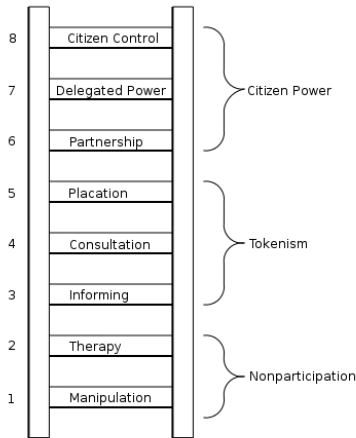 8 Citizen Control
7 Delegated Power
Citizen Power
6 Partnership
5 Placation
4 Consultation
Tokenism
3 Informing
2 Therapy
Nonparticipation
1 Manipulation